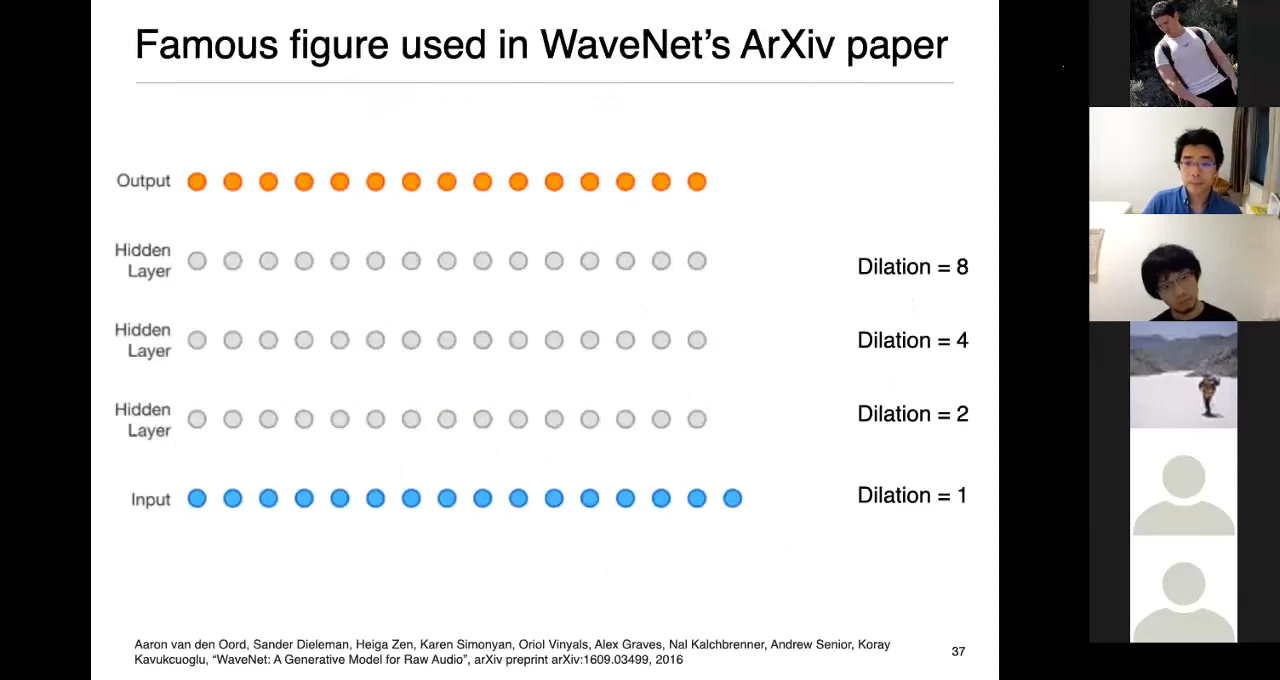 Famous figure used in WaveNet's ArXiv paper
Output
Hidden
Layer
Dilation = 8
Hidden
Layer
Dilation = 4
Hidden
Layer
Dilation = 2
Input
Dilation = 1
Aaron van den Oord, Sander Dieleman, Heiga Zen, Karen Simonyan, Oriol Vinyals, Alex Graves, Nal Kalchbrenner, Andrew Senior, Koray
Kavukcuoglu, “WaveNet: A Generative Model for Raw Audio”, arXiv preprint arXiv:1609.03499, 2016
37